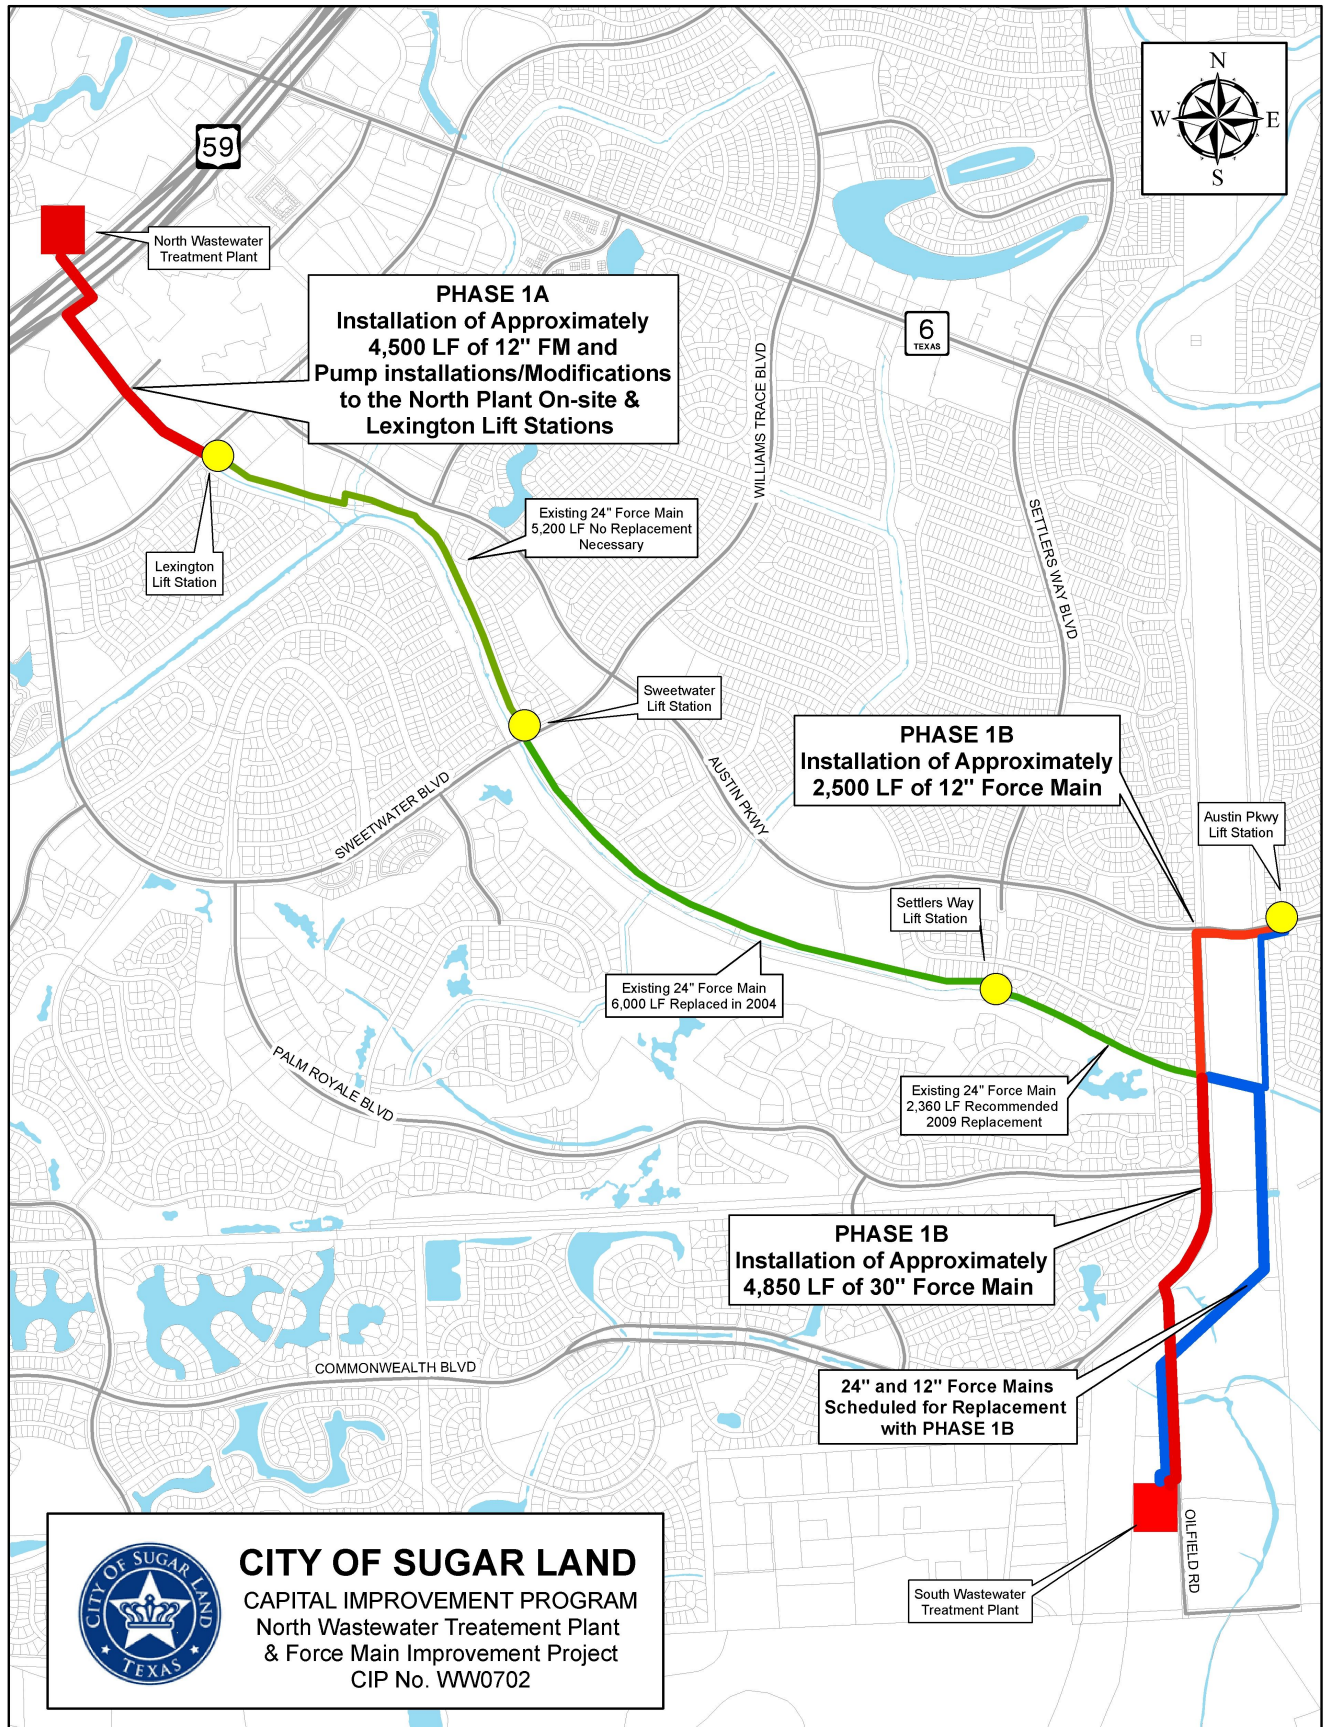 N
W
E
S
59
North Wastewater
Treatment Plant
PHASE 1A
Installation of Approximately
4,500 LF of 12" FM and
Pump installations/Modifications
to the North Plant On-site &
Lexington Lift Stations
6
TEXAS
WILLIAMS TRACE BLVD
Existing 24" Force Main
5,200 LF No Replacement
Necessary
SETTLERS WAY BLVD
Lexington
Lift Station
Sweetwater
Lift Station
PHASE 1B
Installation of Approximately
2,500 LF of 12" Force Main
AUSTIN PKWY
SWEETWATER BLVD
Austin Pkwy
Lift Station
Settlers Way
Lift Station
Existing 24" Force Main
6,000 LF Replaced in 2004
PALM ROYALE BLVD
Existing 24" Force Main
2,360 LF Recommended
2009 Replacement
PHASE 1B
Installation of Approximately
4,850 LF of 30" Force Main
COMMONWEALTH BLVD
24" and 12" Force Mains
Scheduled for Replacement
with PHASE 1B
OILFIELD RD
South Wastewater
Treatment Plant
CITY OF SUGAR LAND
TEXAS
CITY OF SUGAR LAND
CAPITAL IMPROVEMENT PROGRAM
North Wastewater Treatement Plant
& Force Main Improvement Project
CIP No. WW0702